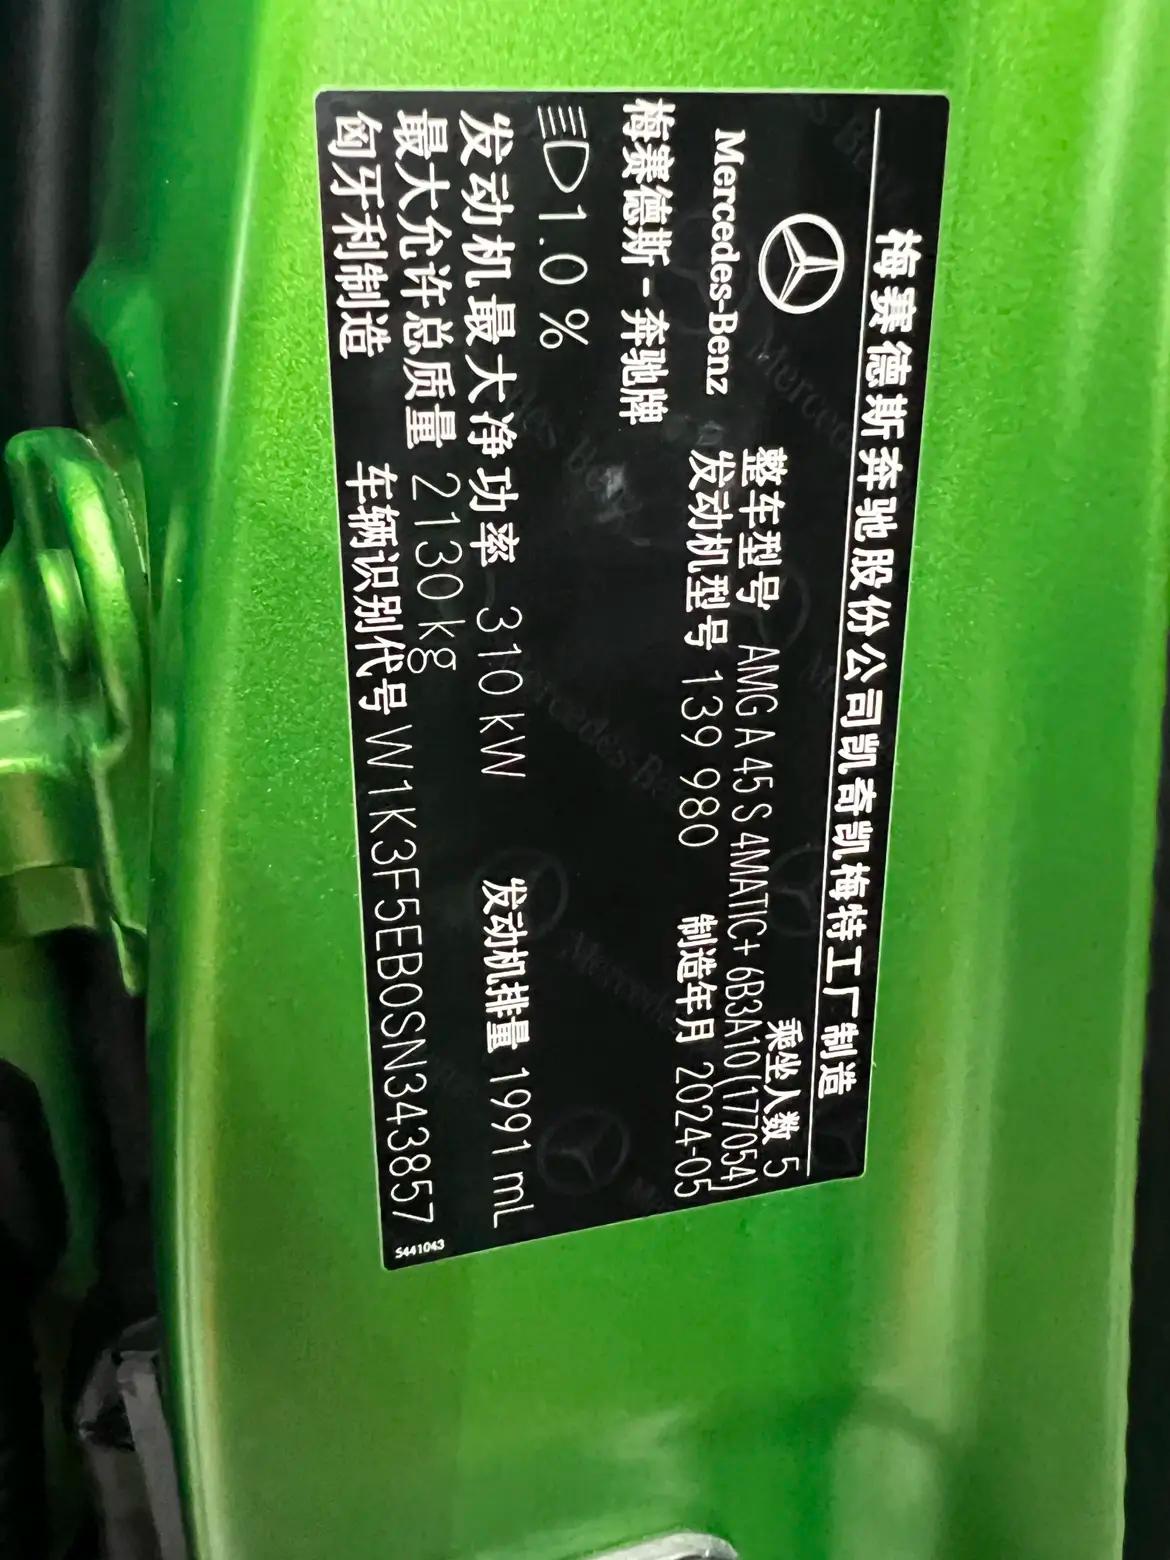 梅赛德斯奔驰股份公司凯奇凯梅特工厂制造
Mercedes-Benz
乘坐人数 5
整车型号 AMG A 45 S 4MATIC+ 6B3A10(177054)
发动机型号 139 980 制造年月 2024-05
梅赛德斯-奔驰牌
1.0 %
发动机最大净功率 310 kW 发动机排量 1991 mL
最大允许总质量 2130 kg
匈牙利制造 车辆识别代号 W1K3F5EB0SN343857
S441043